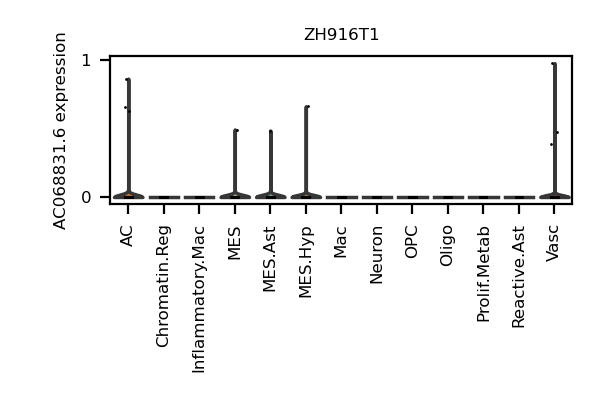 ZH916T1
AC068831.6 expression
1
0
AC
Chromatin.Reg
Inflammatory.Mac
MES
MES.Ast
MES.Hyp
Mac
Neuron
OPC
Oligo
Prolif.Metab
Reactive.Ast
Vasc